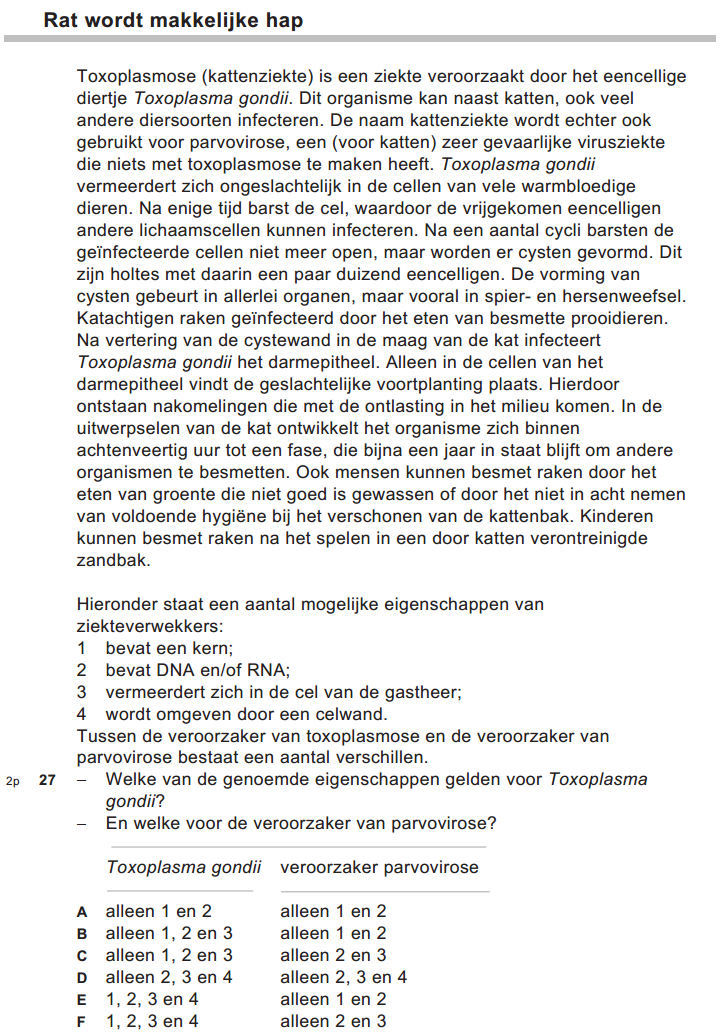 Rat wordt makkelijke hap
Toxoplasmose (kattenziekte) is een ziekte veroorzaakt door het eencellige
diertje Toxoplasma gondii. Dit organisme kan naast katten, ook veel
andere diersoorten infecteren. De naam kattenziekte wordt echter ook
gebruikt voor parvovirose, een (voor katten) zeer gevaarlijke virusziekte
die niets met toxoplasmose te maken heeft. Toxoplasma gondii
vermeerdert zich ongeslachtelijk in de cellen van vele warmbloedige
dieren. Na enige tijd barst de cel, waardoor de vrijgekomen eencelligen
andere lichaamscellen kunnen infecteren. Na een aantal cycli barsten de
geïnfecteerde cellen niet meer open, maar worden er cysten gevormd. Dit
zijn holtes met daarin een paar duizend eencelligen. De vorming van
cysten gebeurt in allerlei organen, maar vooral in spier- en hersenweefsel.
Katachtigen raken geïnfecteerd door het eten van besmette prooidieren.
Na vertering van de cystewand in de maag van de kat infecteert
Toxoplasma gondii het darmepitheel. Alleen in de cellen van het
darmepitheel vindt de geslachtelijke voortplanting plaats. Hierdoor
ontstaan nakomelingen die met de ontlasting in het milieu komen. In de
uitwerpselen van de kat ontwikkelt het organisme zich binnen
achtenveertig uur tot een fase, die bijna een jaar in staat blijft om andere
organismen te besmetten. Ook mensen kunnen besmet raken door het
eten van groente die niet goed is gewassen of door het niet in acht nemen
van voldoende hygiëne bij het verschonen van de kattenbak. Kinderen
kunnen besmet raken na het spelen in een door katten verontreinigde
zandbak.
Hieronder staat een aantal mogelijke eigenschappen van
ziekteverwekkers:
1 bevat een kern;
2 bevat DNA en/of RNA;
3 vermeerdert zich in de cel van de gastheer;
4 wordt omgeven door een celwand.
Tussen de veroorzaker van toxoplasmose en de veroorzaker van
parvovirose bestaat een aantal verschillen.
2p 27 – Welke van de genoemde eigenschappen gelden voor Toxoplasma
gondii?
– En welke voor de veroorzaker van parvovirose?
Toxoplasma gondii veroorzaker parvovirose
A alleen 1 en 2 alleen 1 en 2
B alleen 1, 2 en 3 alleen 1 en 2
C alleen 1, 2 en 3 alleen 2 en 3
D alleen 2, 3 en 4 alleen 2, 3 en 4
E 1, 2, 3 en 4 alleen 1 en 2
F 1, 2, 3 en 4 alleen 2 en 3